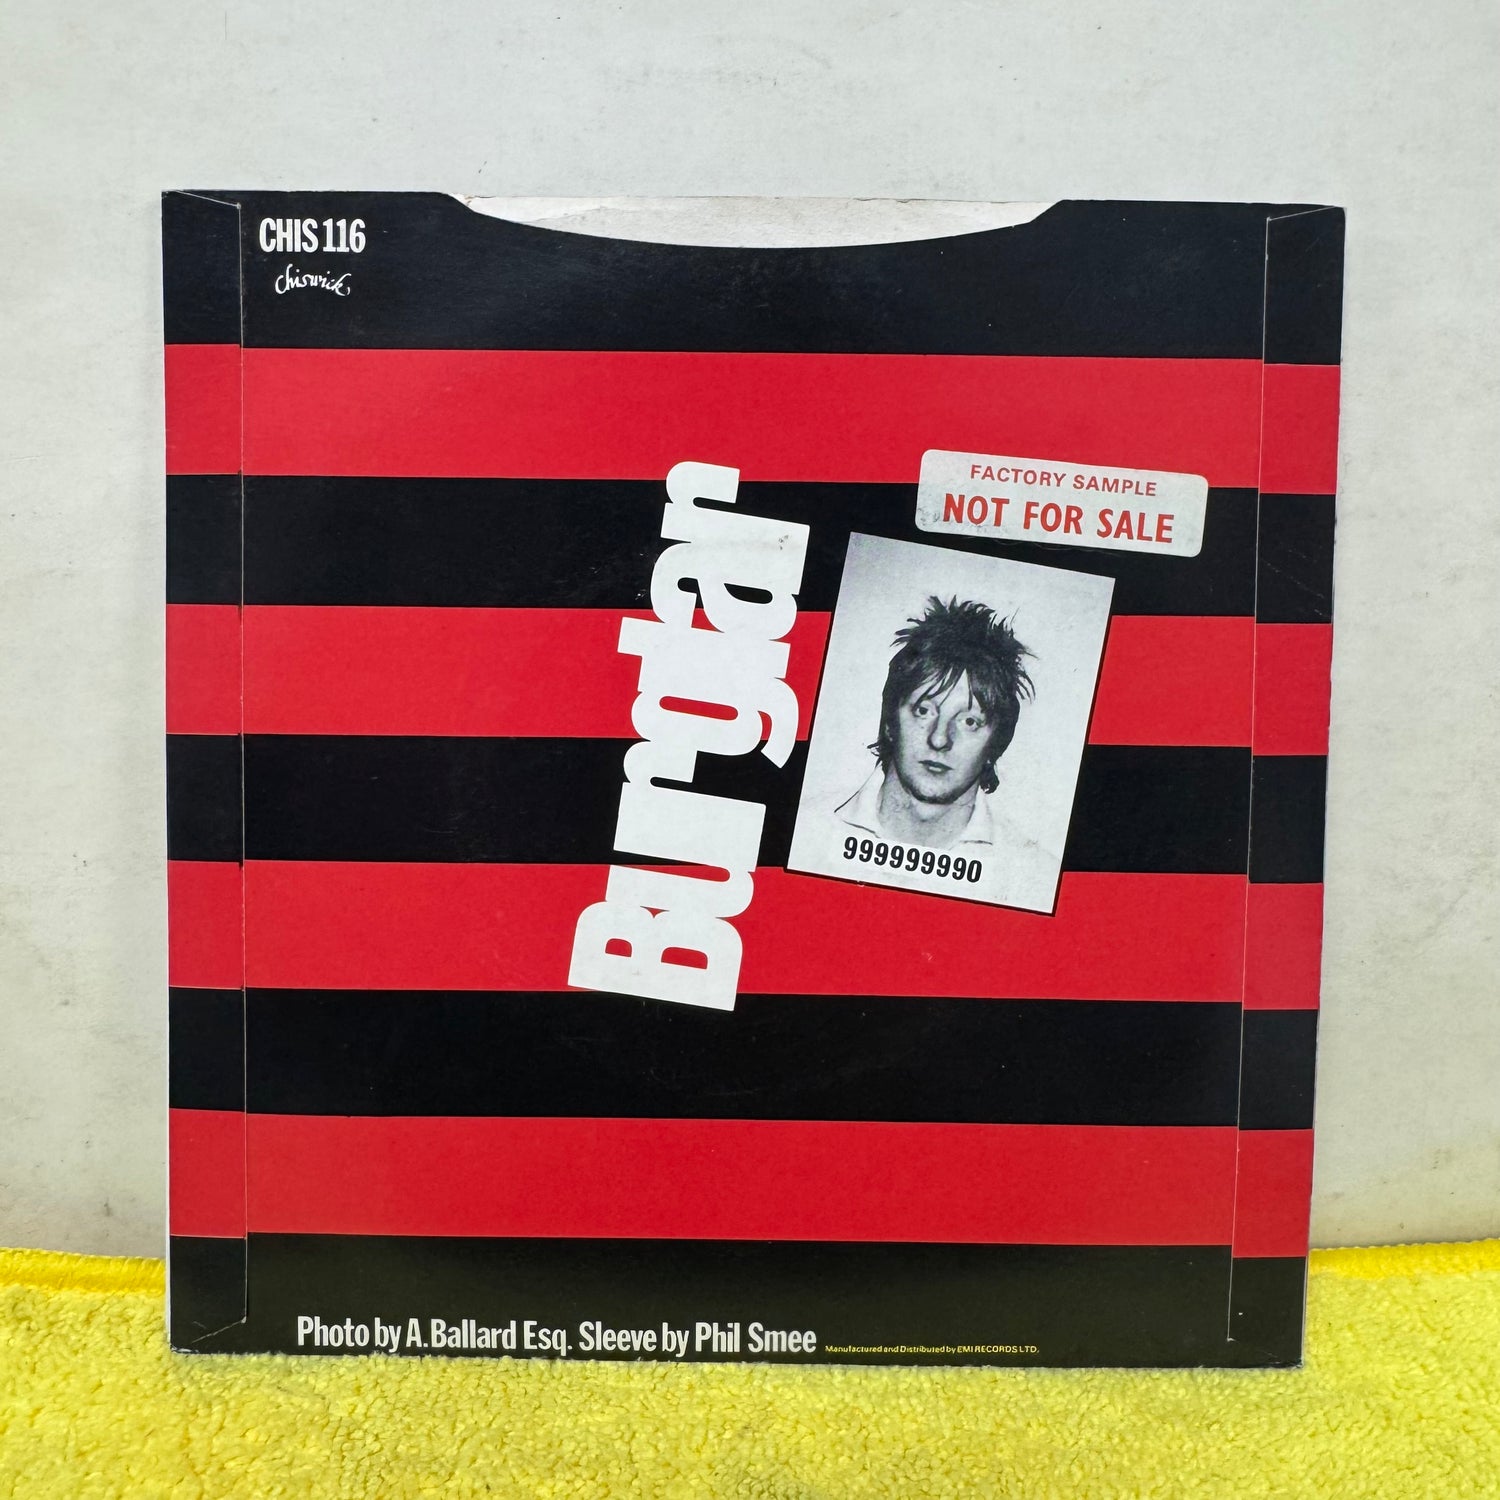 CHIS 116
chiswick
FACTORY SAMPLE
NOT FOR SALE
Burglar
999999990
Photo by A.Ballard Esq. Sleeve by Phil Smee
Manufactured and Distributed by EMI RECORDS LTD.